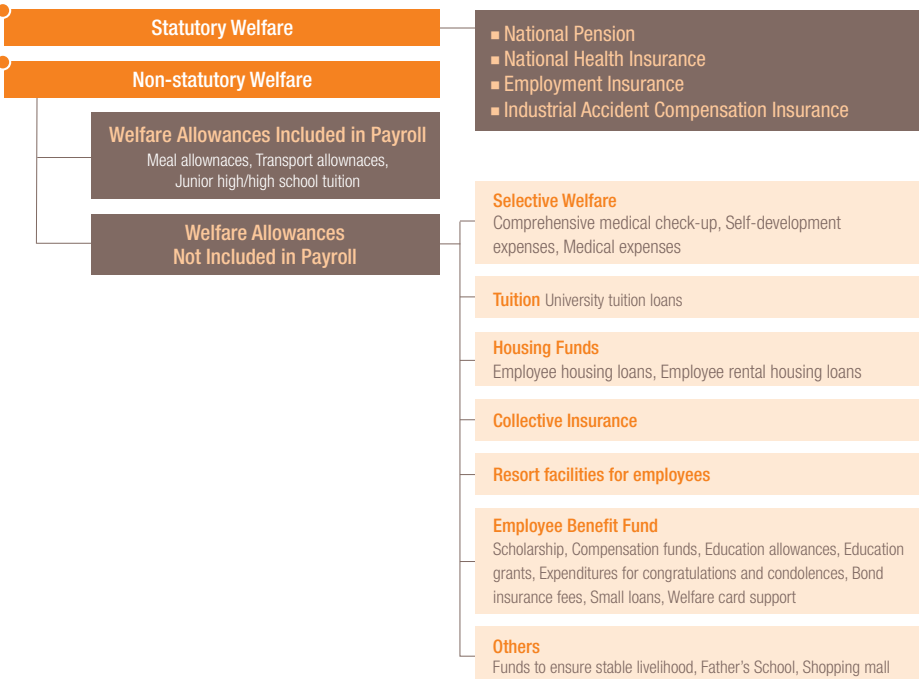 Statutory Welfare
■ National Pension
■ National Health Insurance
■ Employment Insurance
■ Industrial Accident Compensation Insurance
Non-statutory Welfare
Welfare Allowances Included in Payroll
Meal allownaces, Transport allownaces,
Junior high/high school tuition
Welfare Allowances
Not Included in Payroll
Selective Welfare
Comprehensive medical check-up, Self-development
expenses, Medical expenses
Tuition University tuition loans
Housing Funds
Employee housing loans, Employee rental housing loans
Collective Insurance
Resort facilities for employees
Employee Benefit Fund
Scholarship, Compensation funds, Education allowances, Education
grants, Expenditures for congratulations and condolences, Bond
insurance fees, Small loans, Welfare card support
Others
Funds to ensure stable livelihood, Father's School, Shopping mall